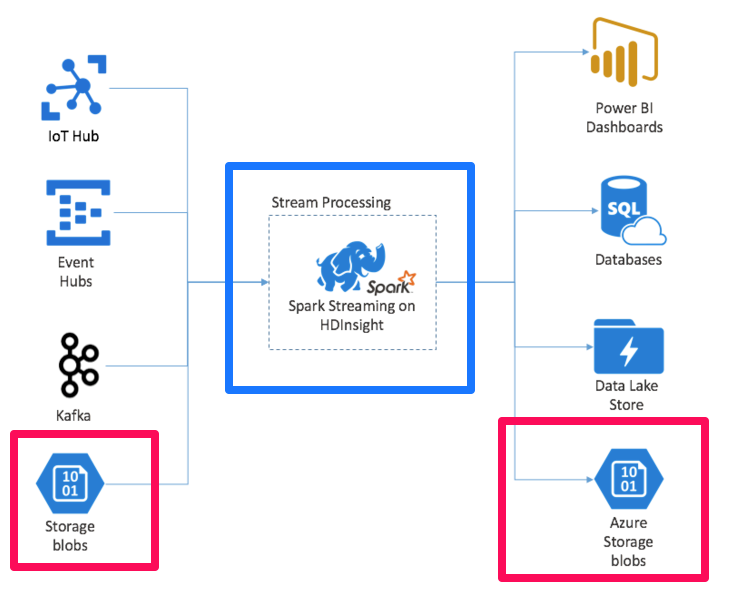 IoT Hub
Event
Hubs
Kafka
10
01
Storage
blobs
Stream Processing
Spark
Spark Streaming on
HDInsight
Power BI
Dashboards
SQL
Databases
Data Lake
Store
10
01
Azure
Storage
blobs